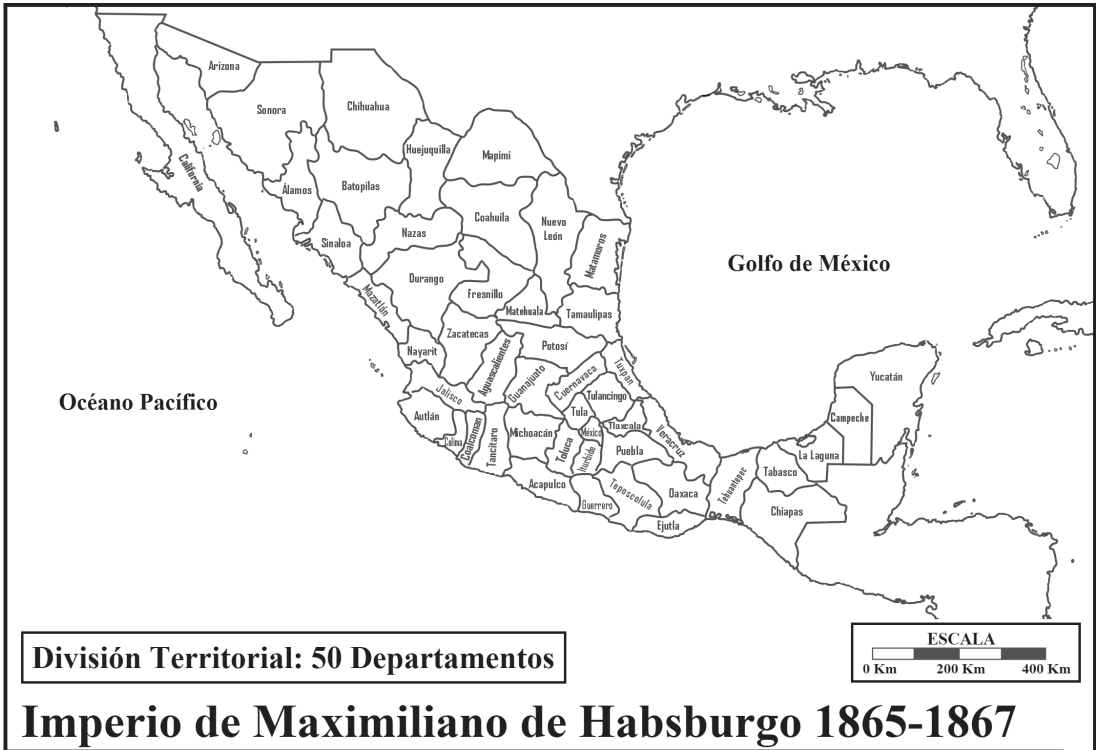 Arizona
Sonora
Chihuahua
Huejuquilla
Mapimi
California
Álamos
Batopilas
Coahuila
Nuevo
León
Sinaloa
Nazas
Matamoros
Golfo de México
Durango
Mazatlán
Fresnillo
Matehuala
Tamaulipas
Zacatecas
Potosí
Nayarit
Aguascalientes
Guanajuato
Cuernavaca
Tuxpan
Yucatán
Jalisco
Tulancingo
Océano Pacífico
Autlán
Tula
Campeche
Colima
Coalcoman
Tancítaro
Michoacán
México
Tlaxcala
Veracruz
Toluca
Iturbide
Puebla
La Laguna
Tabasco
Tehuantepec
Acapulco
Teposcolula
Oaxaca
Guerrero
Chiapas
Ejutla
División Territorial: 50 Departamentos
ESCALA
0 Km 200 Km 400 Km
Imperio de Maximiliano de Habsburgo 1865-1867